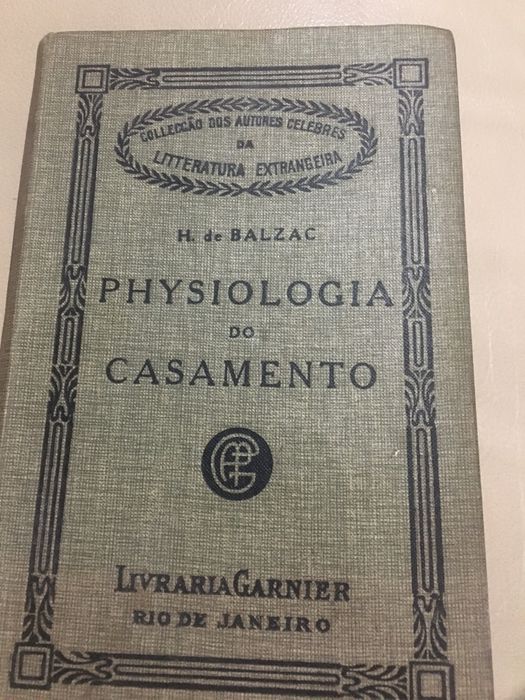 COLLECÇÃO DOS AUTORES CELEBRES
DA
LITTERATURA EXTRANGEIRA
H. de BALZAC
PHYSIOLOGIA
DO
CASAMENTO
LIVRARIA GARNIER
RIO DE JANEIRO